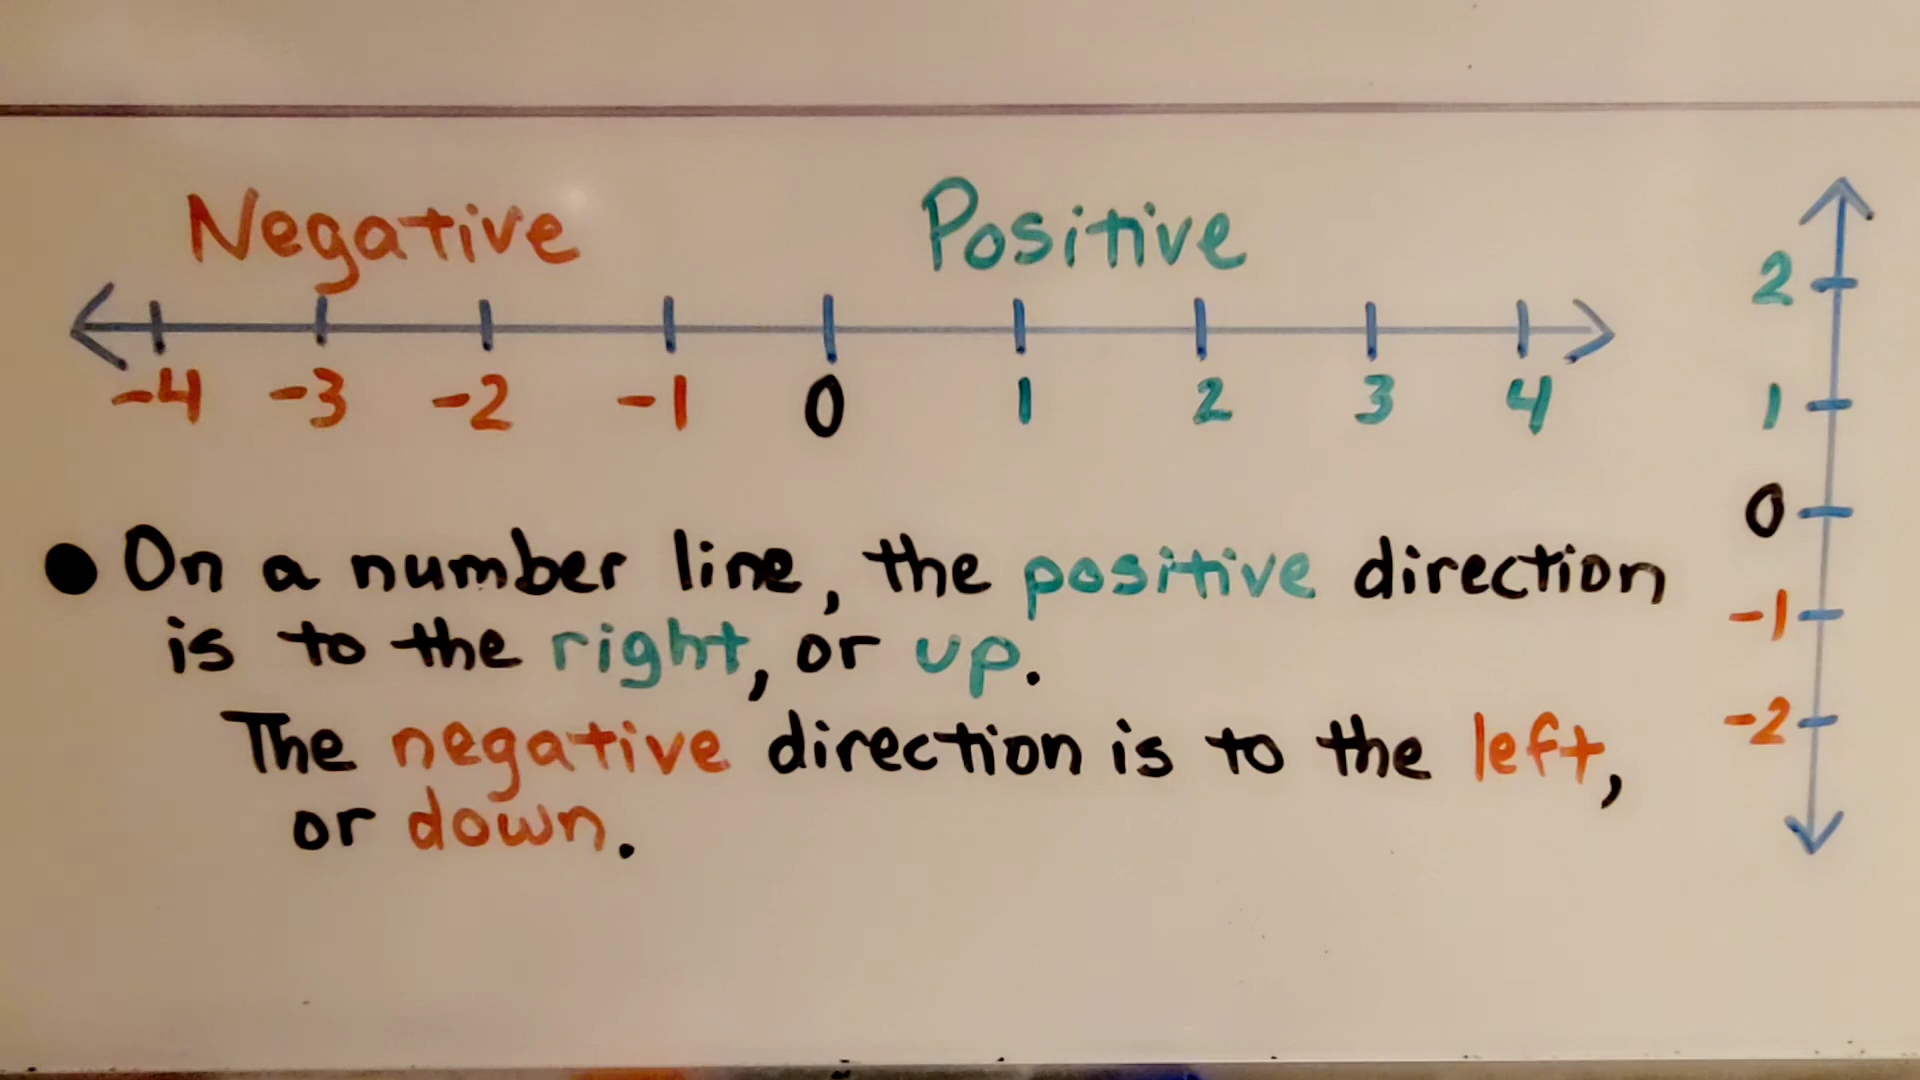 Negative Positive
-4 -3 -2 -1 0 1 2 3 4
• On a number line, the positive direction
is to the right, or up.
The negative direction is to the left,
or down.
2
1
0
-1
-2